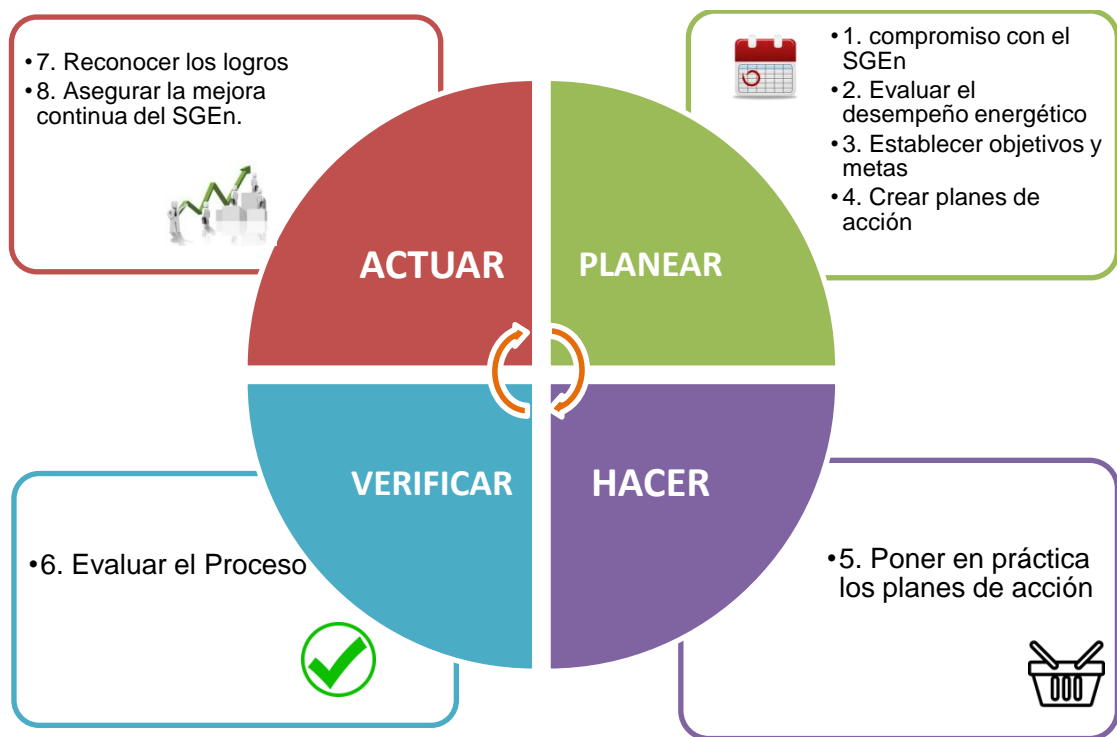 •7. Reconocer los logros
•8. Asegurar la mejora
continua del SGEn.
•1. compromiso con el
SGEn
•2. Evaluar el
desempeño energético
•3. Establecer objetivos y
metas
•4. Crear planes de
acción
ACTUAR
PLANEAR
VERIFICAR
HACER
•6. Evaluar el Proceso
•5. Poner en práctica
los planes de acción